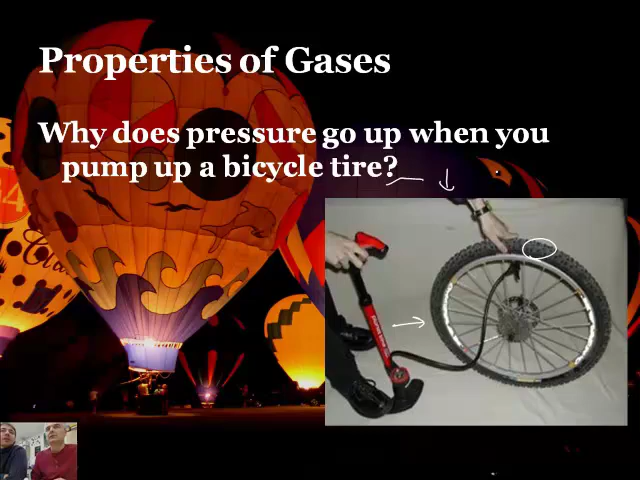 Properties of Gases
Why does pressure go up when you
pump up a bicycle tire?